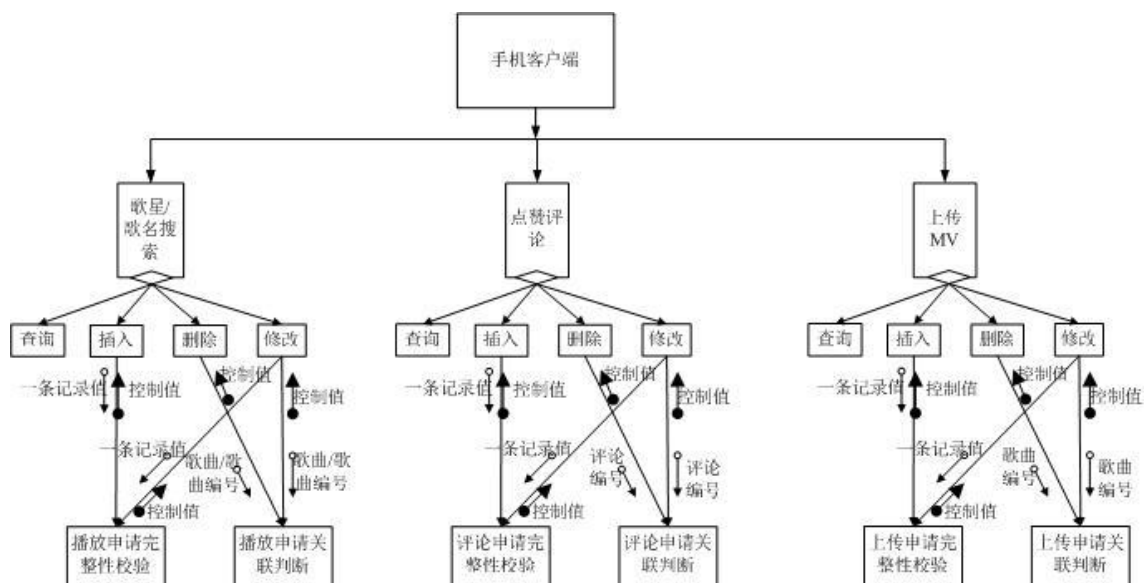 手机客户端
歌星/
歌名搜
索
点赞评
论
上传
MV
查询
插入
删除
修改
查询
插入
删除
修改
查询
插入
删除
修改
一条记录值
控制值
控制值
控制值
一条记录值
控制值
控制值
控制值
一条记录值
控制值
控制值
控制值
一条记录值
歌曲/歌
曲编号
歌曲/歌
曲编号
控制值
一条记录值
评论
编号
评论
编号
控制值
一条记录值
歌曲
编号
歌曲
编号
控制值
播放申请完
整性校验
播放申请关
联判断
评论申请完
整性校验
评论申请关
联判断
上传申请完
整性校验
上传申请关
联判断